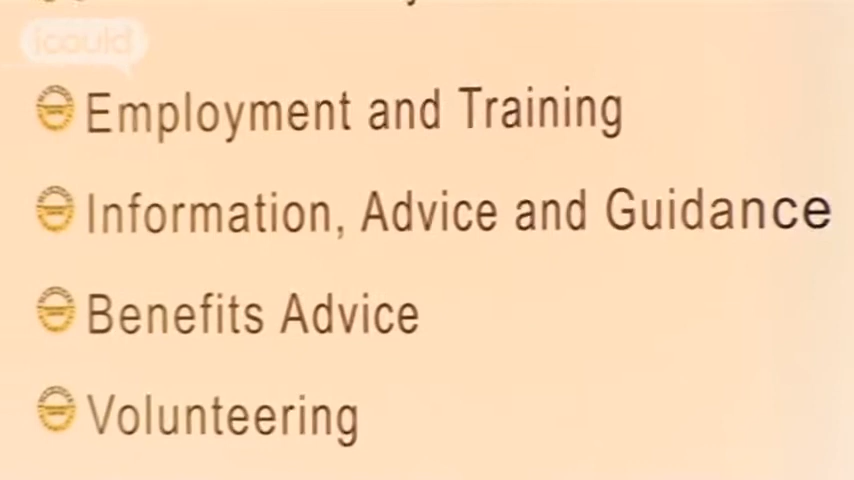 icould
Employment and Training
Information, Advice and Guidance
Benefits Advice
Volunteering